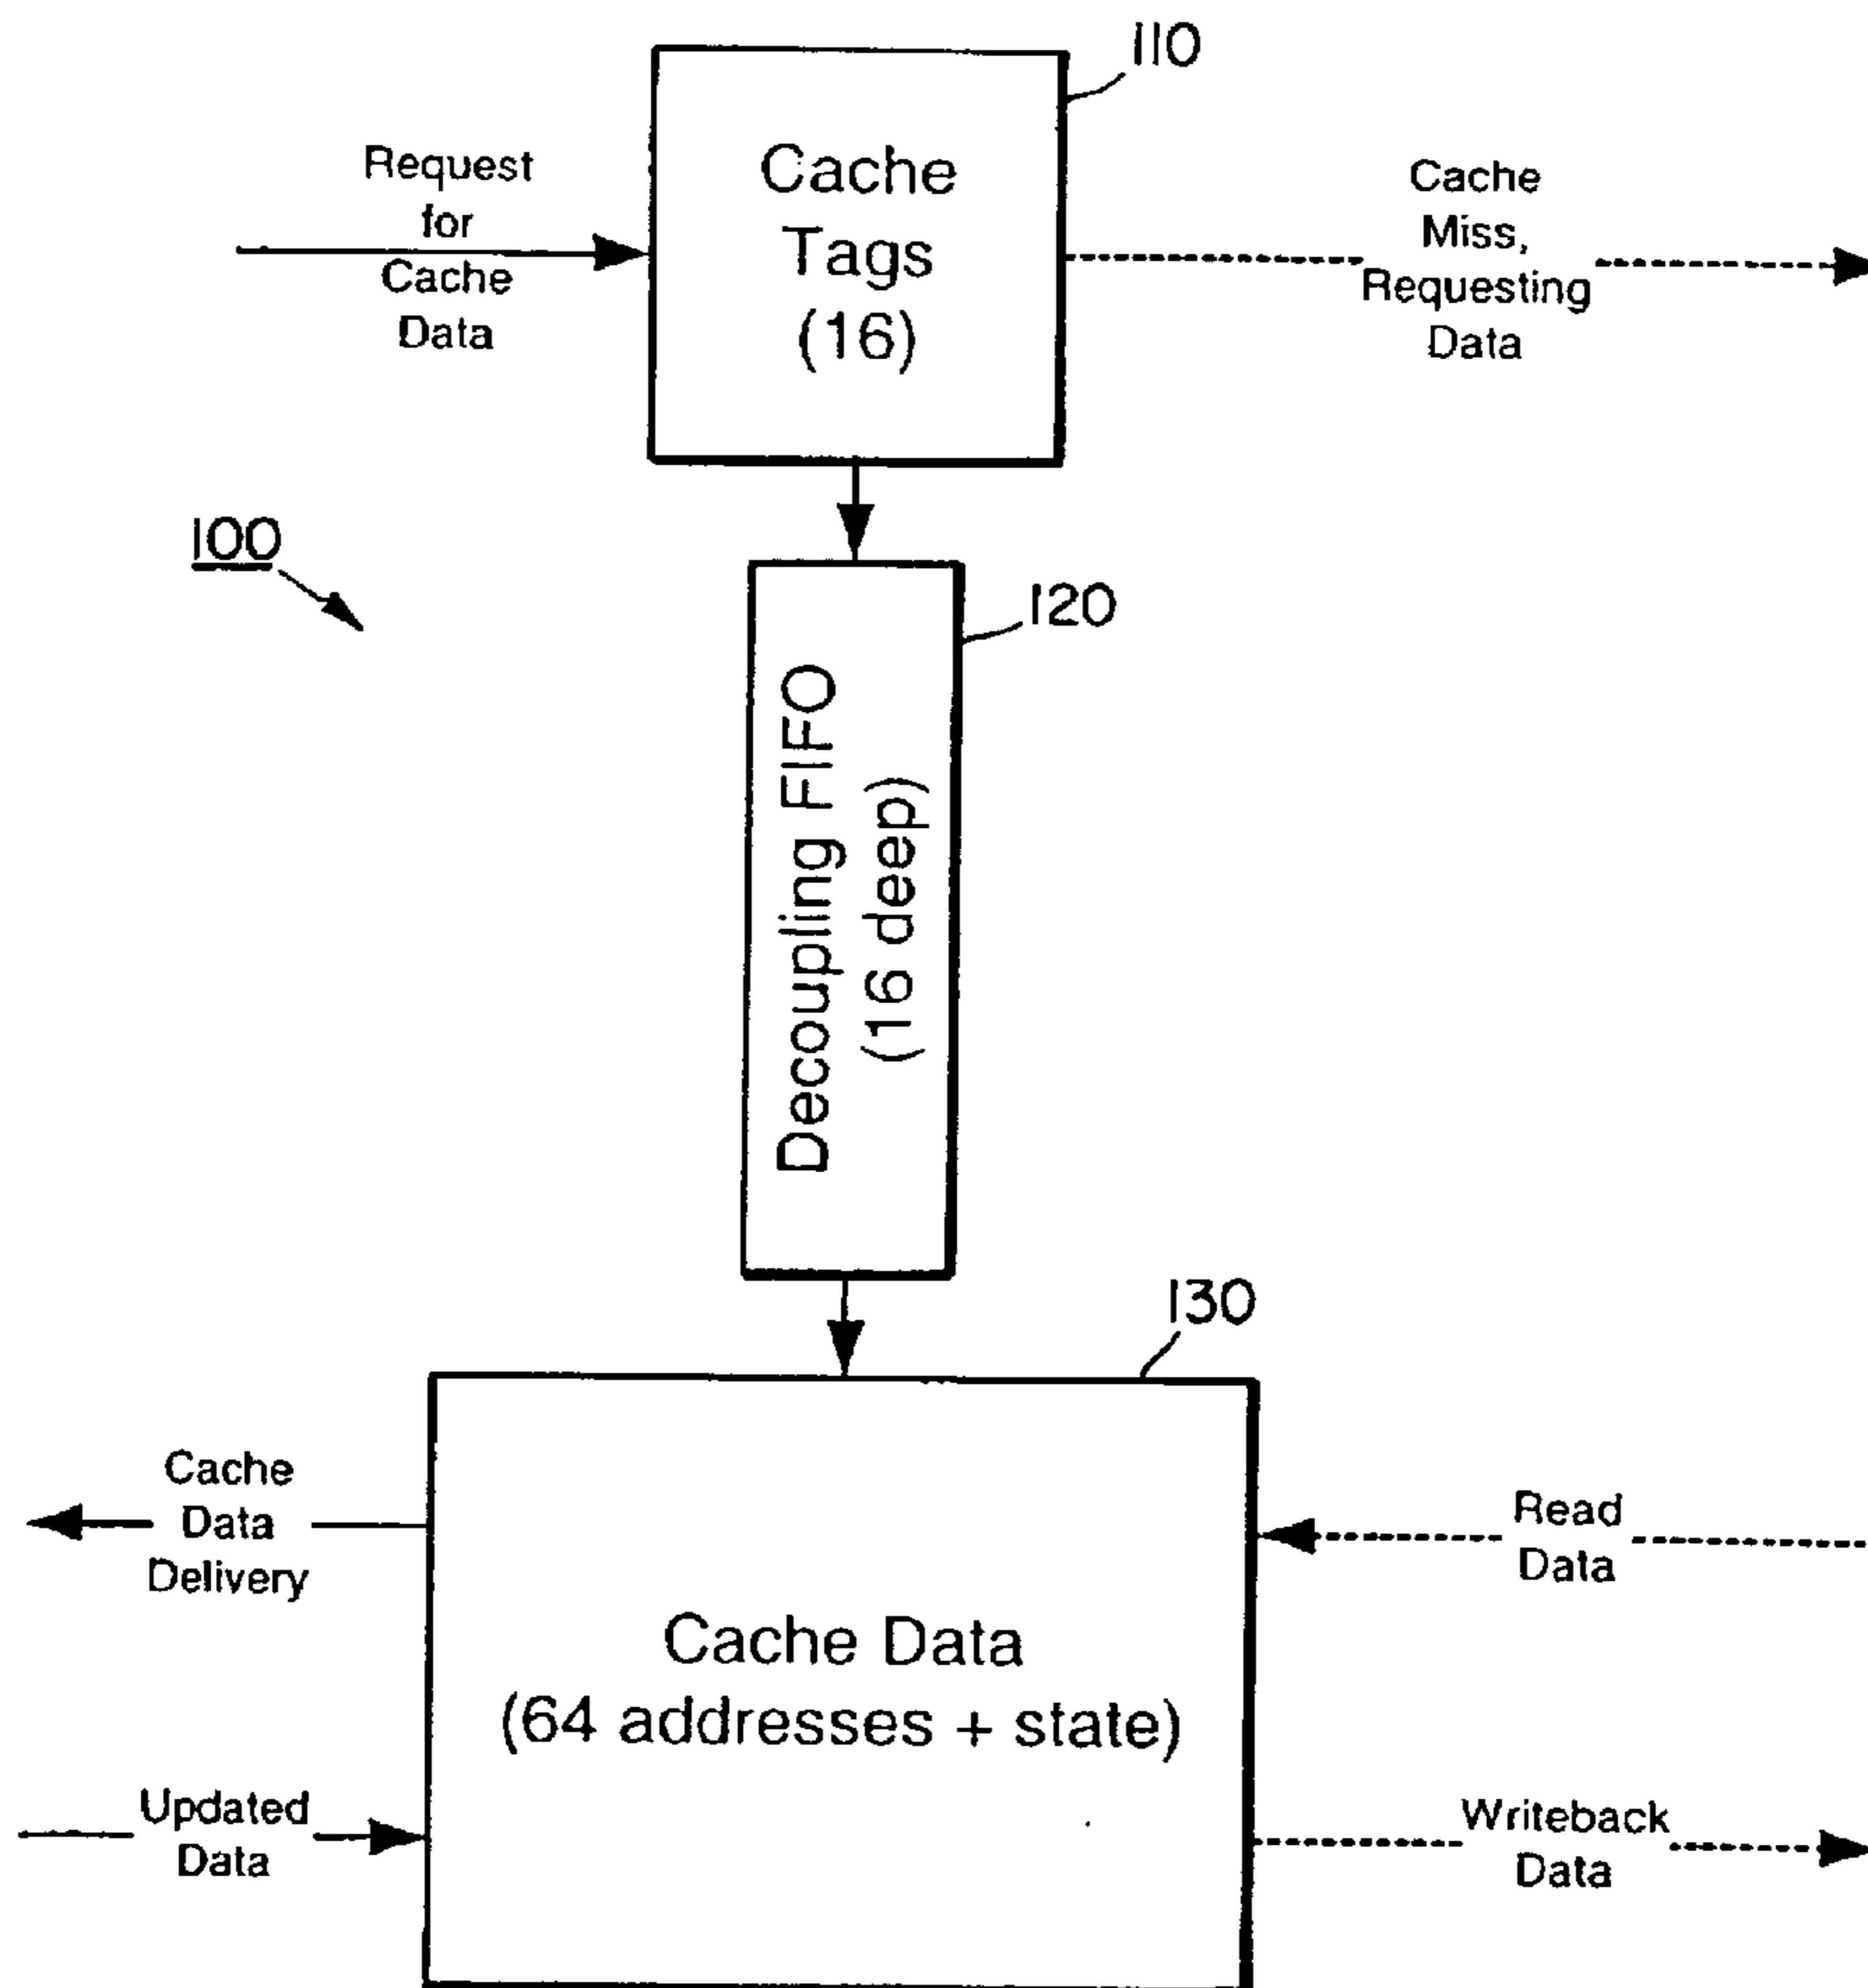 110
Request
for
Cache
Data
Cache
Tags
(16)
Cache
Miss,
Requesting
Data
100
120
Decoupling FIFO
(16 deep)
130
Cache
Data
Delivery
Read
Data
Cache Data
(64 addresses + state)
Updated
Data
Writeback
Data